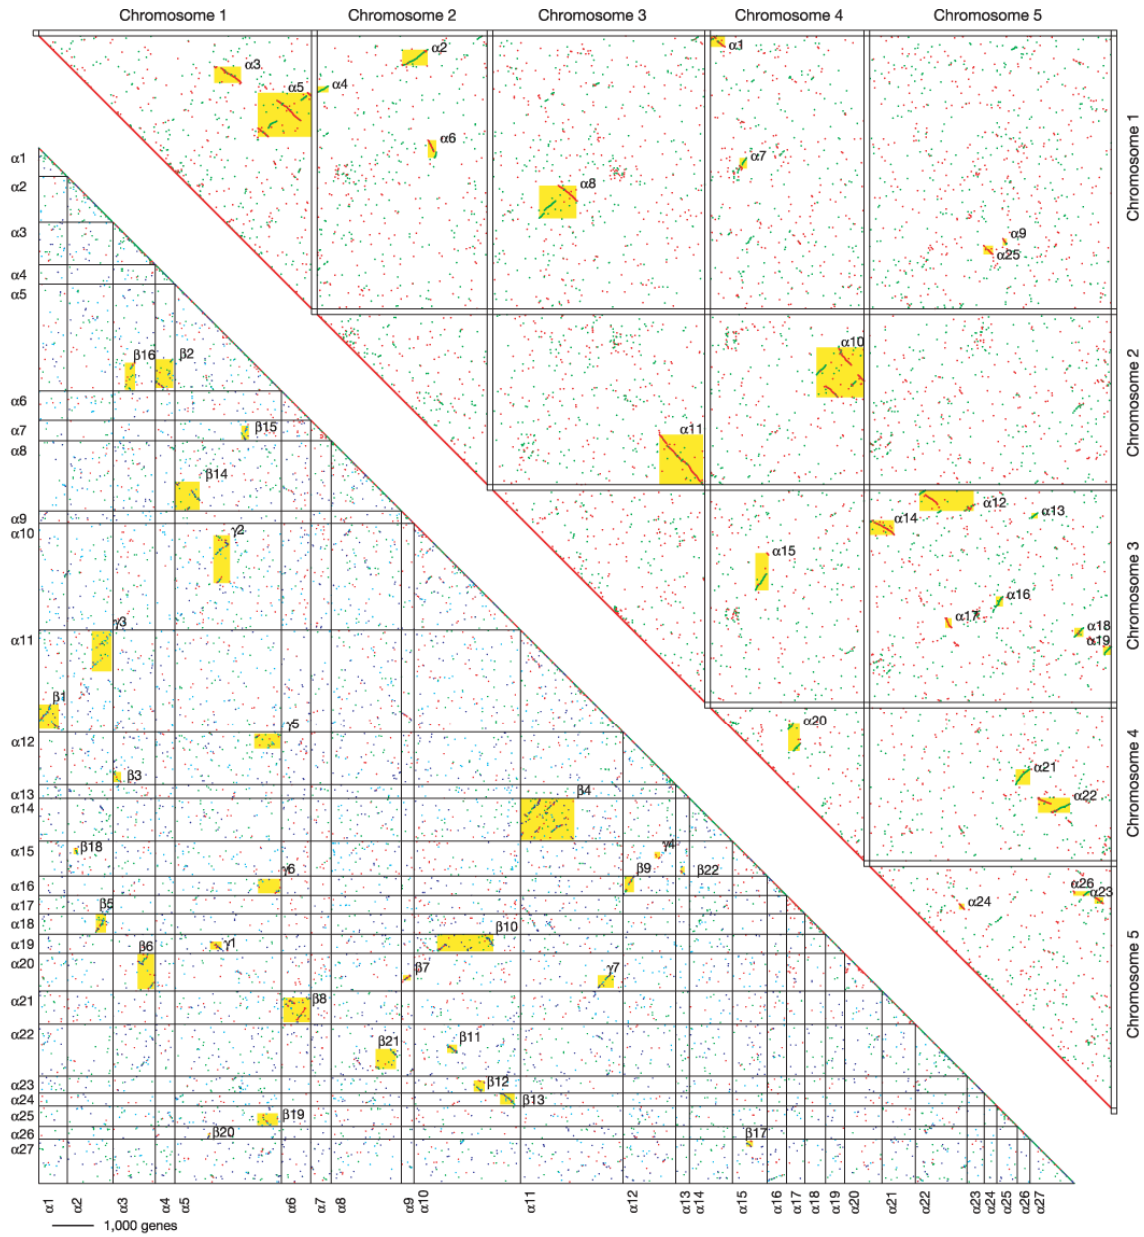 Chromosome 1 Chromosome 2 Chromosome 3 Chromosome 4 Chromosome 5
α1
α2
α3
α5
α4
α6
α7
α8
α9
α25
Chromosome 1
α10
α11
Chromosome 2
α12
α13
α14
α15
α16
α17
α18
α19
Chromosome 3
α20
α21
α22
Chromosome 4
α26
α23
α24
Chromosome 5
α1
α2
α3
α4
α5
β16 β2
α6
α7 β15
α8
β14
α9
α10 γ2
α11 γ3
β1
α12 γ5
β3
α13
α14 β4
α15 β18 γ4
β22
α16 γ6 β9
α17 β5
α18
α19 β6 γ1 β10
α20 β7 γ7
α21 β8
α22 β21 β11
α23 β12
α24 β13
α25 β19
α26 β20 β17
α27
α1 α2 α3 α4 α5 α6 α7 α8 α9 α10 α11 α12 α13 α14 α15 α16 α17 α18 α19 α20 α21 α22 α23 α24 α25 α26 α27
1,000 genes